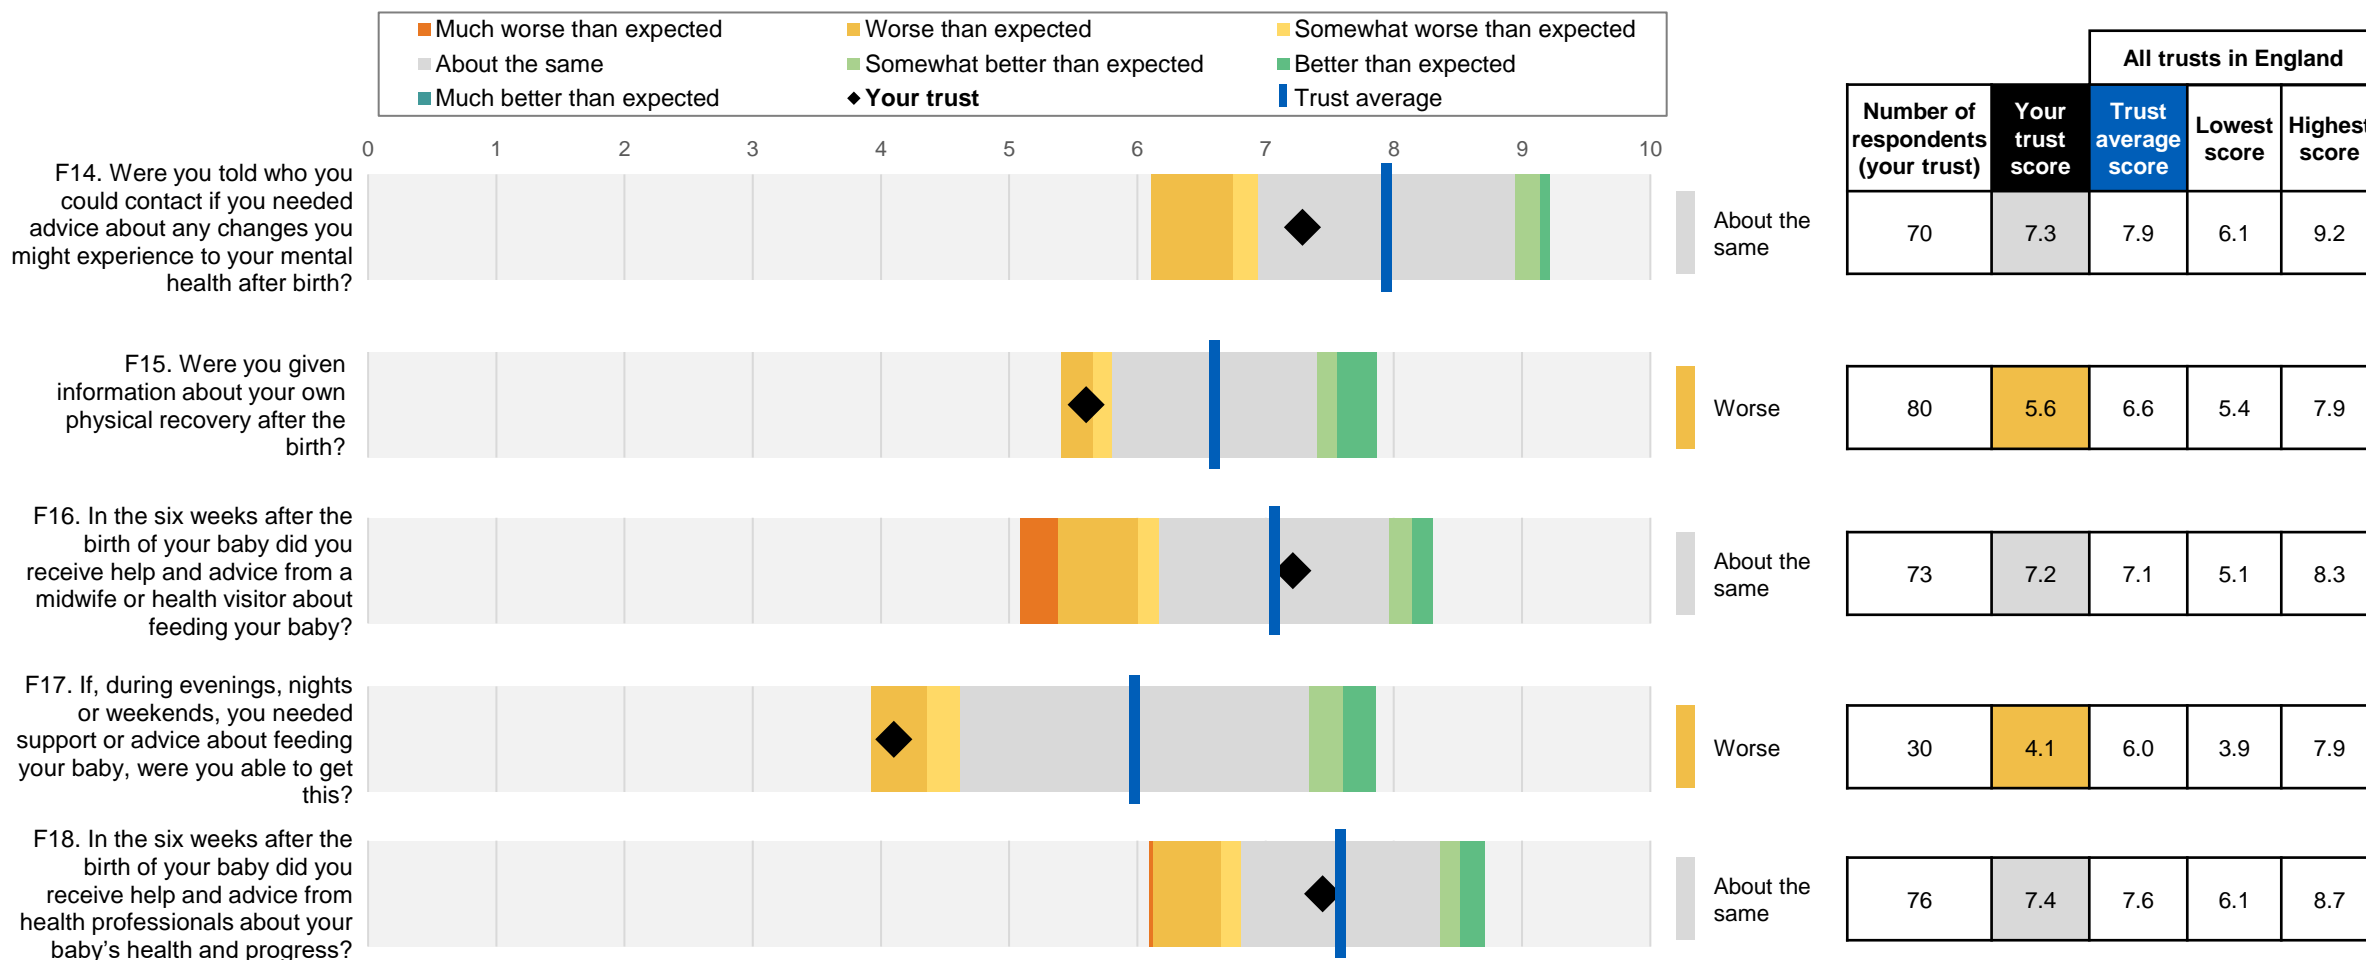 Much worse than expected
Worse than expected
Somewhat worse than expected
About the same
Somewhat better than expected
Better than expected
Much better than expected
Your trust
Trust average
All trusts in England
Number of
respondents
(your trust)
Your
trust
score
Trust
average
score
Lowest
score
Highest
score
0 1 2 3 4 5 6 7 8 9 10
F14. Were you told who you
could contact if you needed
advice about any changes you
might experience to your mental
health after birth?
About the
same
70 7.3 7.9 6.1 9.2
F15. Were you given
information about your own
physical recovery after the
birth?
Worse
80 5.6 6.6 5.4 7.9
F16. In the six weeks after the
birth of your baby did you
receive help and advice from a
midwife or health visitor about
feeding your baby?
About the
same
73 7.2 7.1 5.1 8.3
F17. If, during evenings, nights
or weekends, you needed
support or advice about feeding
your baby, were you able to get
this?
Worse
30 4.1 6.0 3.9 7.9
F18. In the six weeks after the
birth of your baby did you
receive help and advice from
health professionals about your
baby’s health and progress?
About the
same
76 7.4 7.6 6.1 8.7